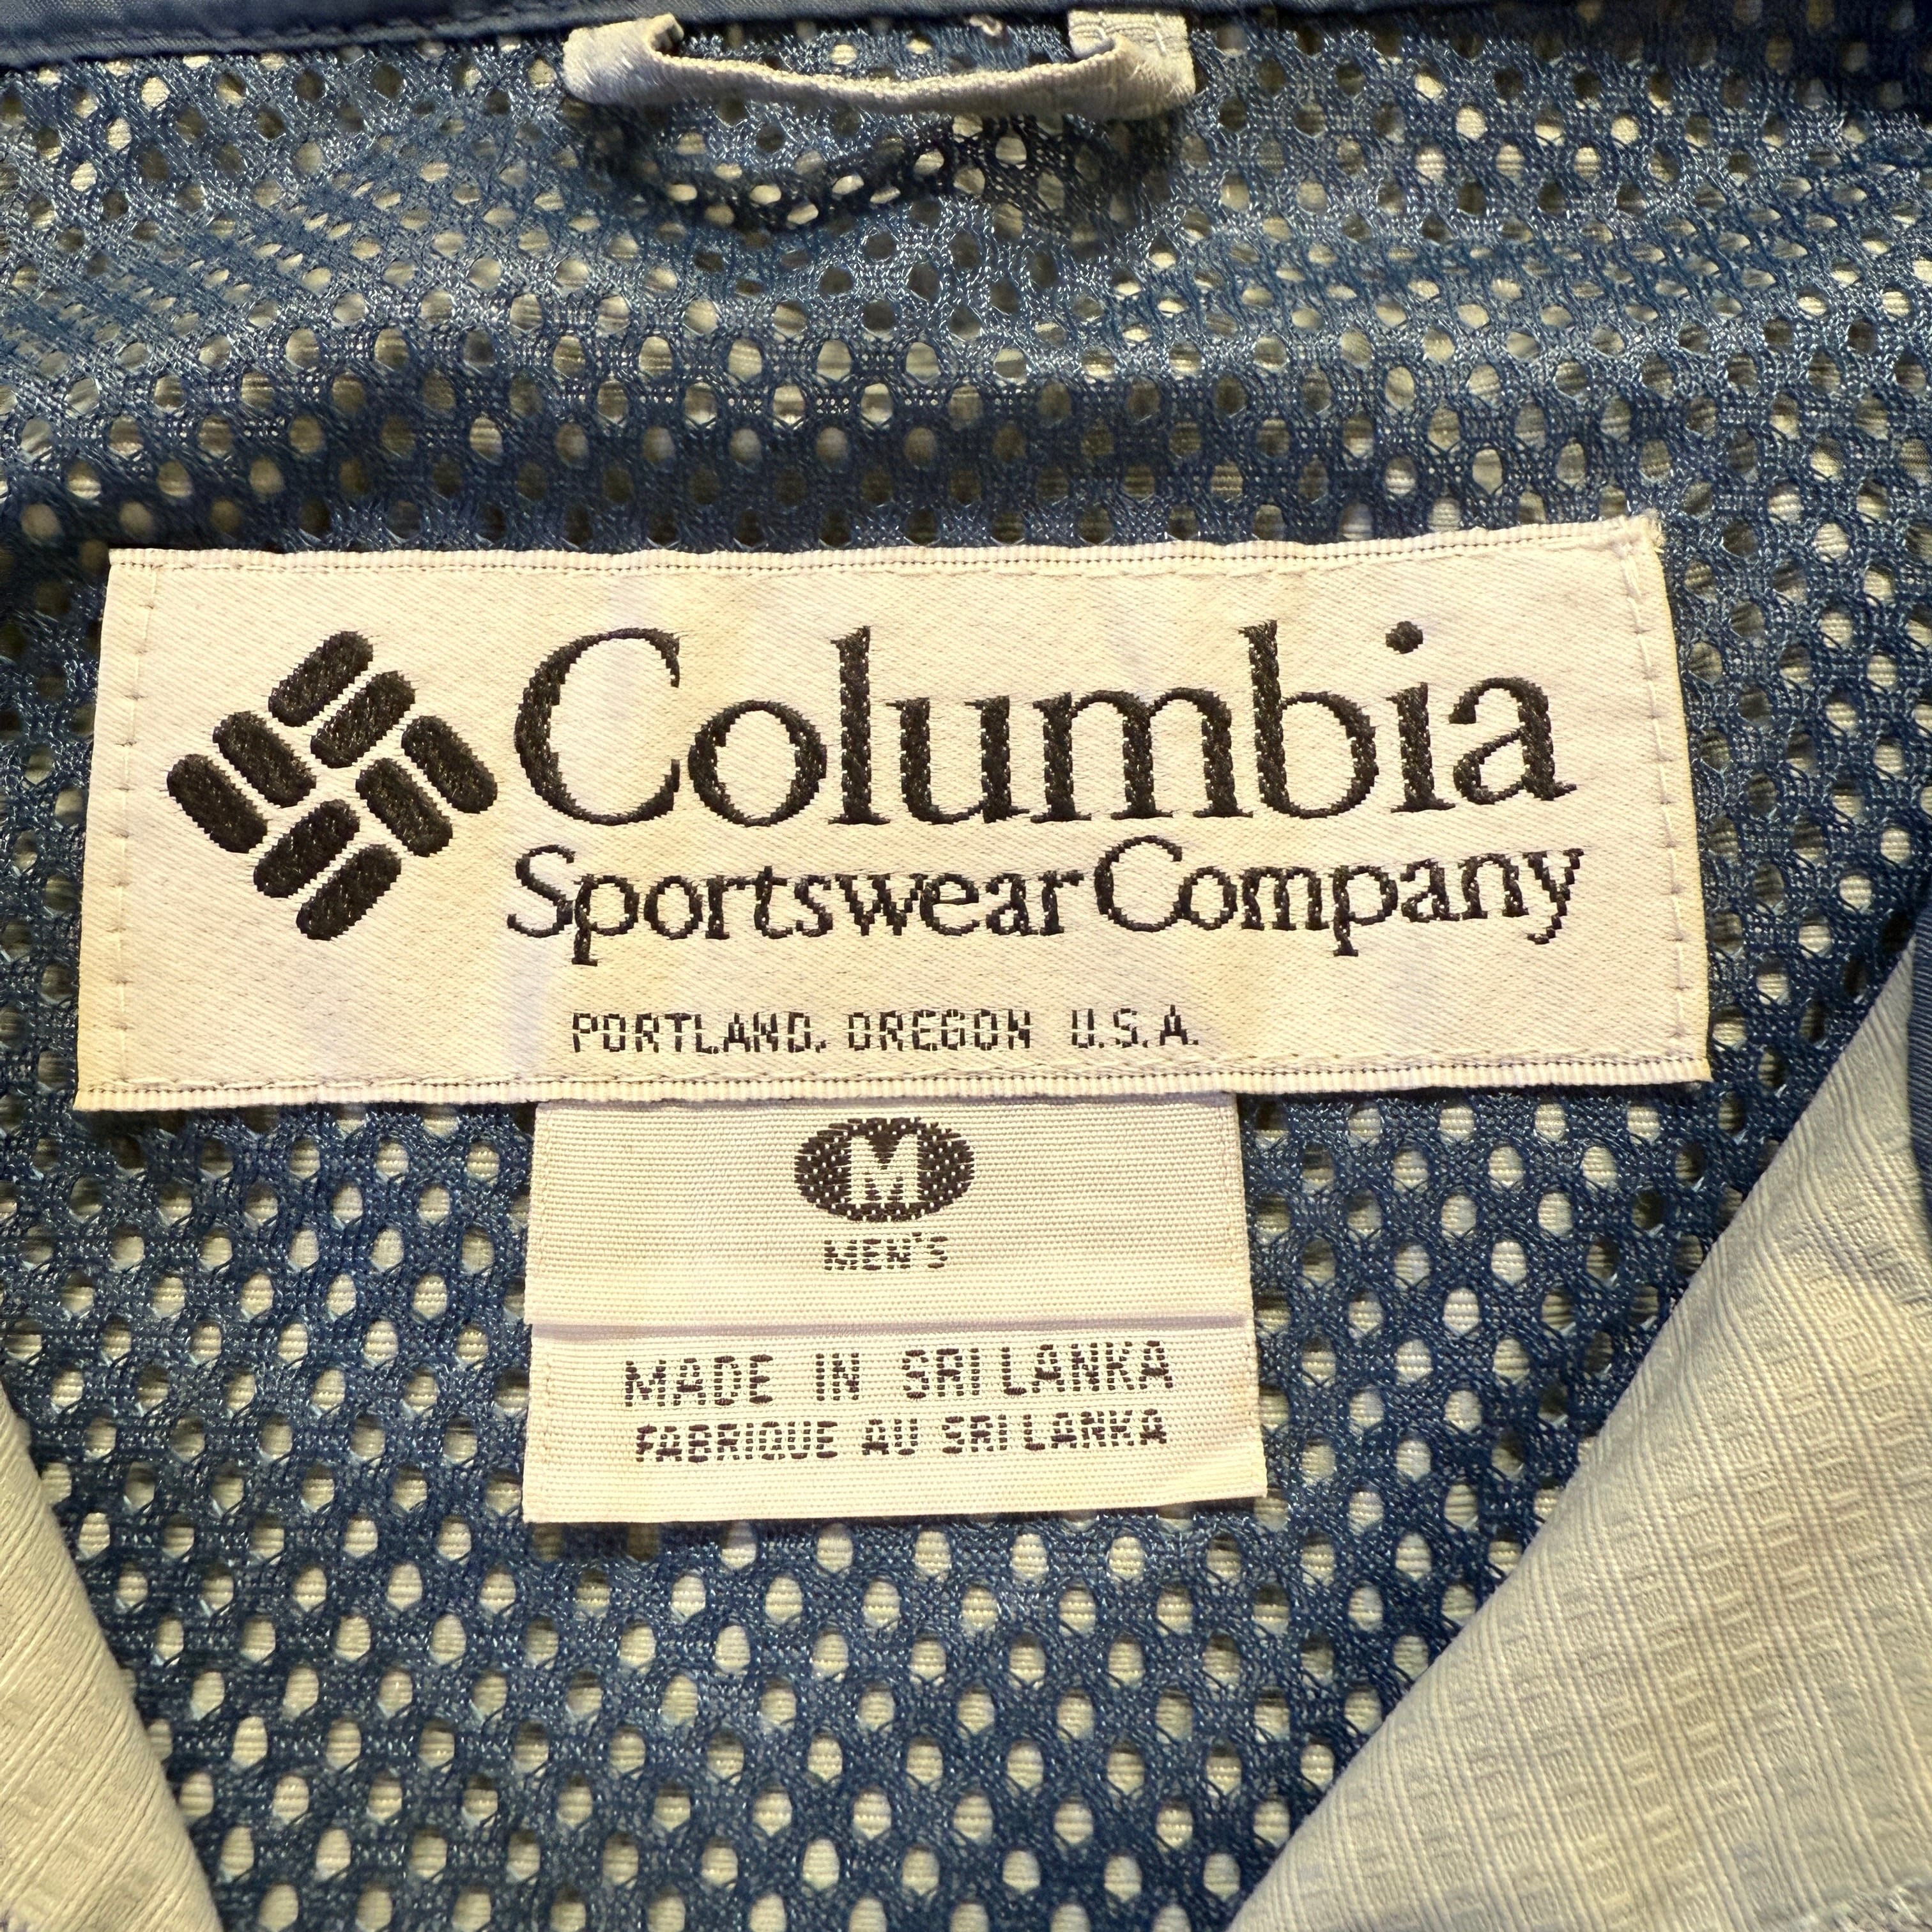 Columbia
Sportswear Company
PORTLAND, OREGON U.S.A.
M
MEN'S
MADE IN SRI LANKA
FABRIQUE AU SRI LANKA